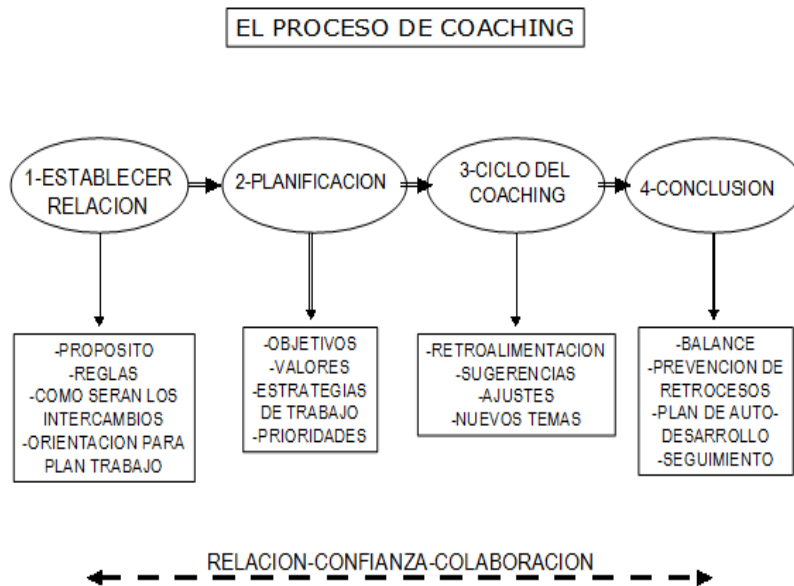 EL PROCESO DE COACHING
1-ESTABLECER
RELACION
2-PLANIFICACION
3-CICLO DEL
COACHING
4-CONCLUSION
-PROPOSITO
-REGLAS
-COMO SERAN LOS
INTERCAMBIOS
-ORIENTACION PARA
PLAN TRABAJO
-OBJETIVOS
-VALORES
-ESTRATEGIAS
DE TRABAJO
-PRIORIDADES
-RETROALIMENTACION
-SUGERENCIAS
-AJUSTES
-NUEVOS TEMAS
-BALANCE
-PREVENCION DE
RETROCESOS
-PLAN DE AUTO-
DESARROLLO
-SEGUIMIENTO
RELACION-CONFIANZA-COLABORACION